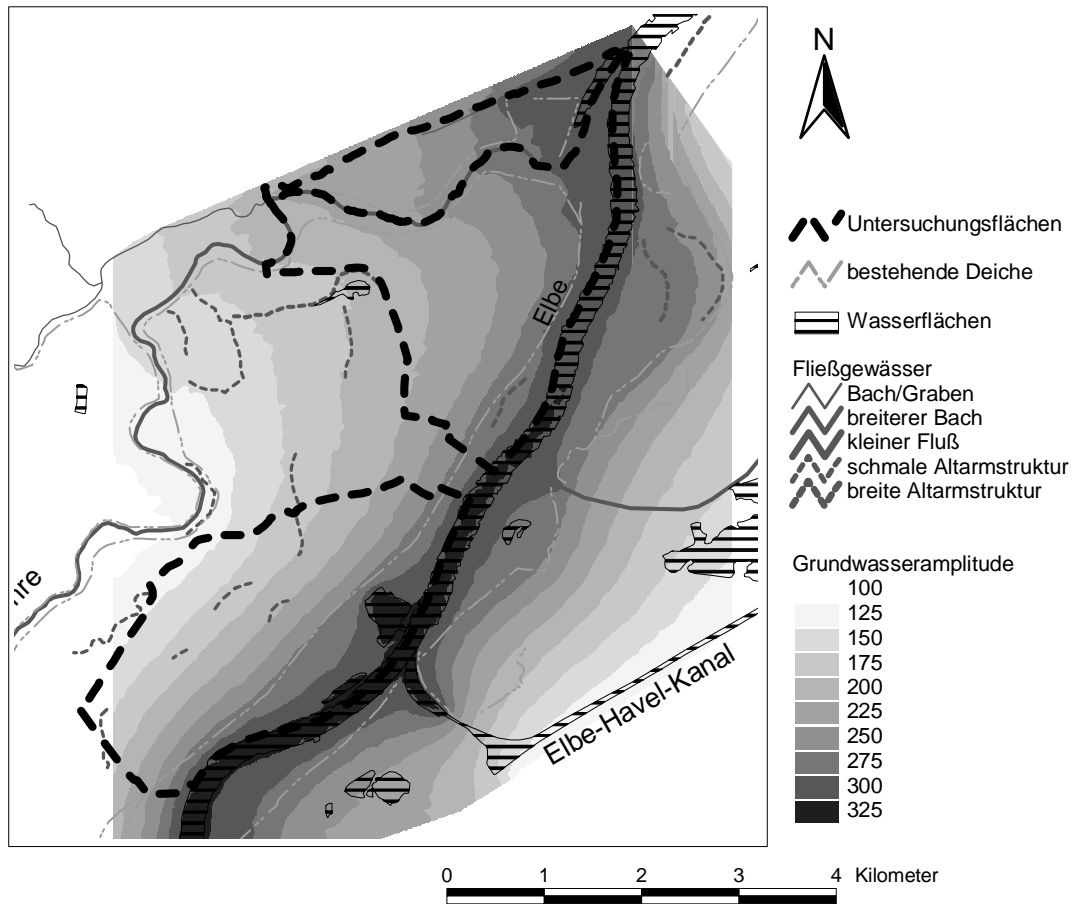 N
Untersuchungsflächen
bestehende Deiche
Wasserflächen
Fließgewässer
Bach/Graben
breiterer Bach
kleiner Fluß
schmale Altarmstruktur
breite Altarmstruktur
Grundwasseramplitude
100
125
150
175
200
225
250
275
300
325
Elbe
Elbe-Havel-Kanal
0 1 2 3 4 Kilometer